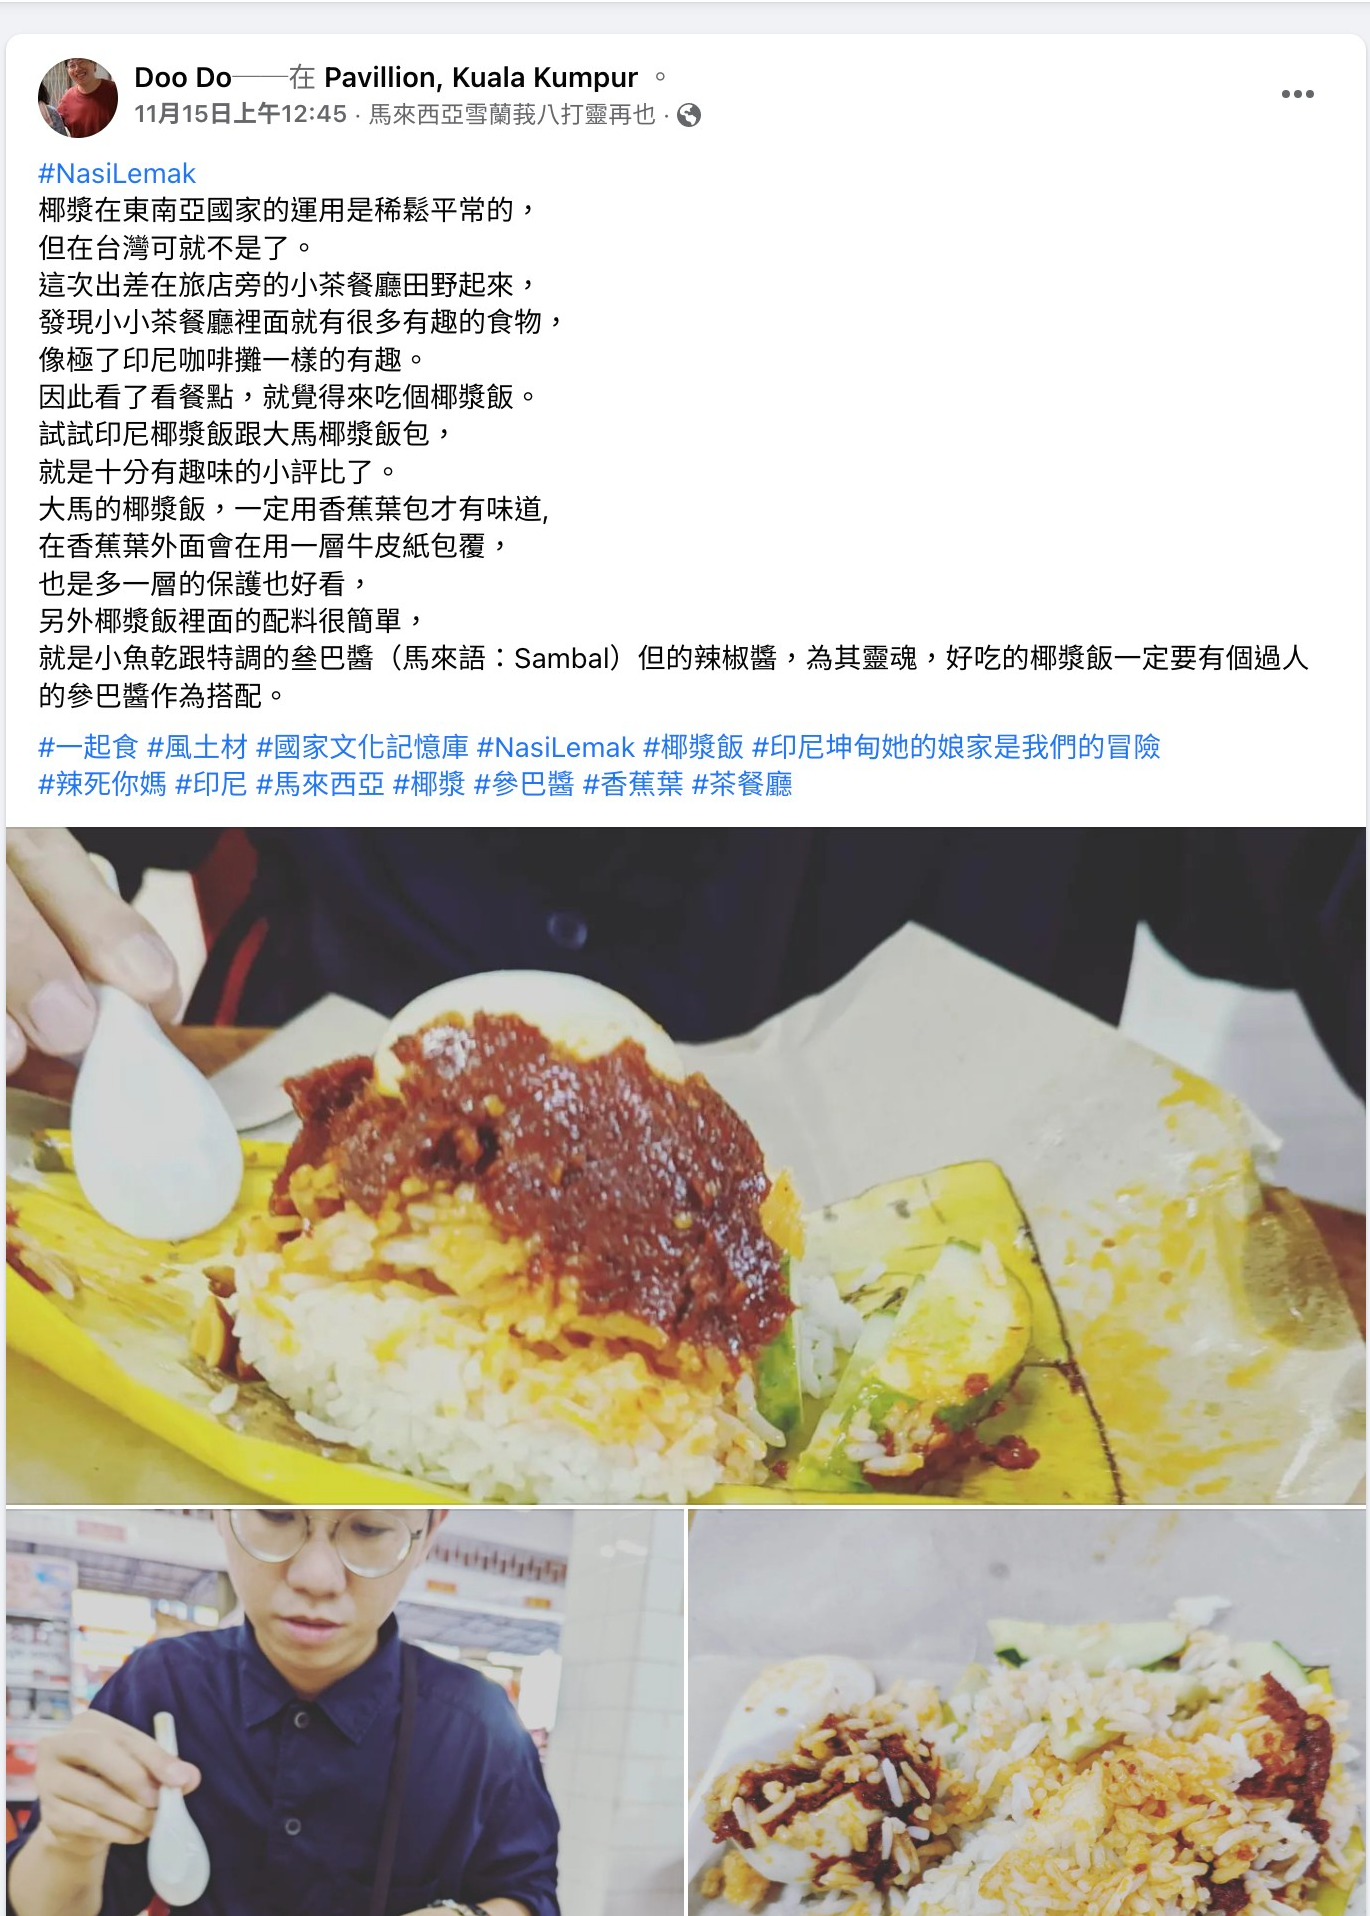 Doo Do——在 Pavillion, Kuala Kumpur 。
11月15日上午12:45 · 馬來西亞雪蘭莪八打靈再也 ·
#NasiLemak
椰漿在東南亞國家的運用是稀鬆平常的，
但在台灣可就不是了。
這次出差在旅店旁的小茶餐廳田野起來，
發現小小茶餐廳裡面就有很多有趣的食物，
像極了印尼咖啡攤一樣的有趣。
因此看了看餐點，就覺得來吃個椰漿飯。
試試印尼椰漿飯跟大馬椰漿飯包，
就是十分有趣味的小評比了。
大馬的椰漿飯，一定用香蕉葉包才有味道,
在香蕉葉外面會在用一層牛皮紙包覆，
也是多一層的保護也好看，
另外椰漿飯裡面的配料很簡單，
就是小魚乾跟特調的叄巴醬（馬來語：Sambal）但的辣椒醬，為其靈魂，好吃的椰漿飯一定要有個過人
的參巴醬作為搭配。
#一起食 #風土材 #國家文化記憶庫 #NasiLemak #椰漿飯 #印尼坤甸她的娘家是我們的冒險
#辣死你媽 #印尼 #馬來西亞 #椰漿 #參巴醬 #香蕉葉 #茶餐廳